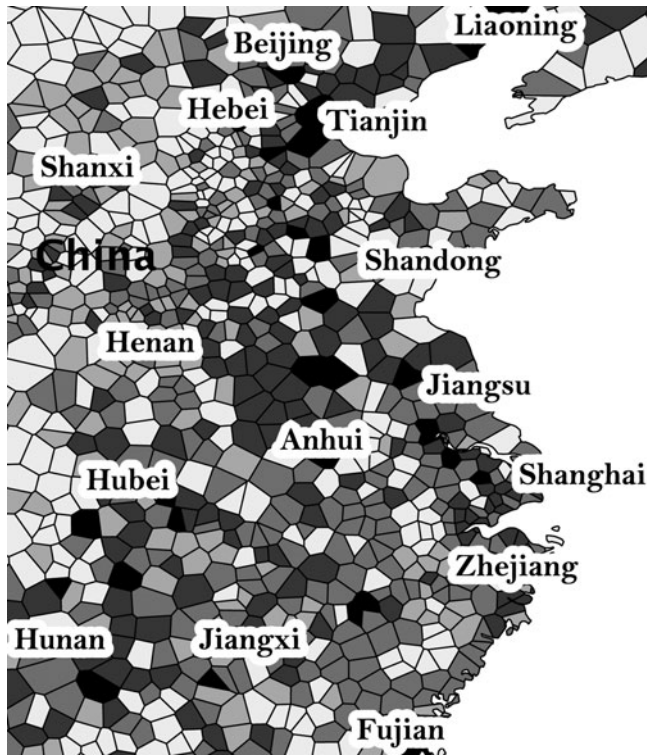 Liaoning
Beijing
Hebei
Tianjin
Shanxi
China
Shandong
Henan
Jiangsu
Anhui
Hubei
Shanghai
Zhejiang
Hunan
Jiangxi
Fujian